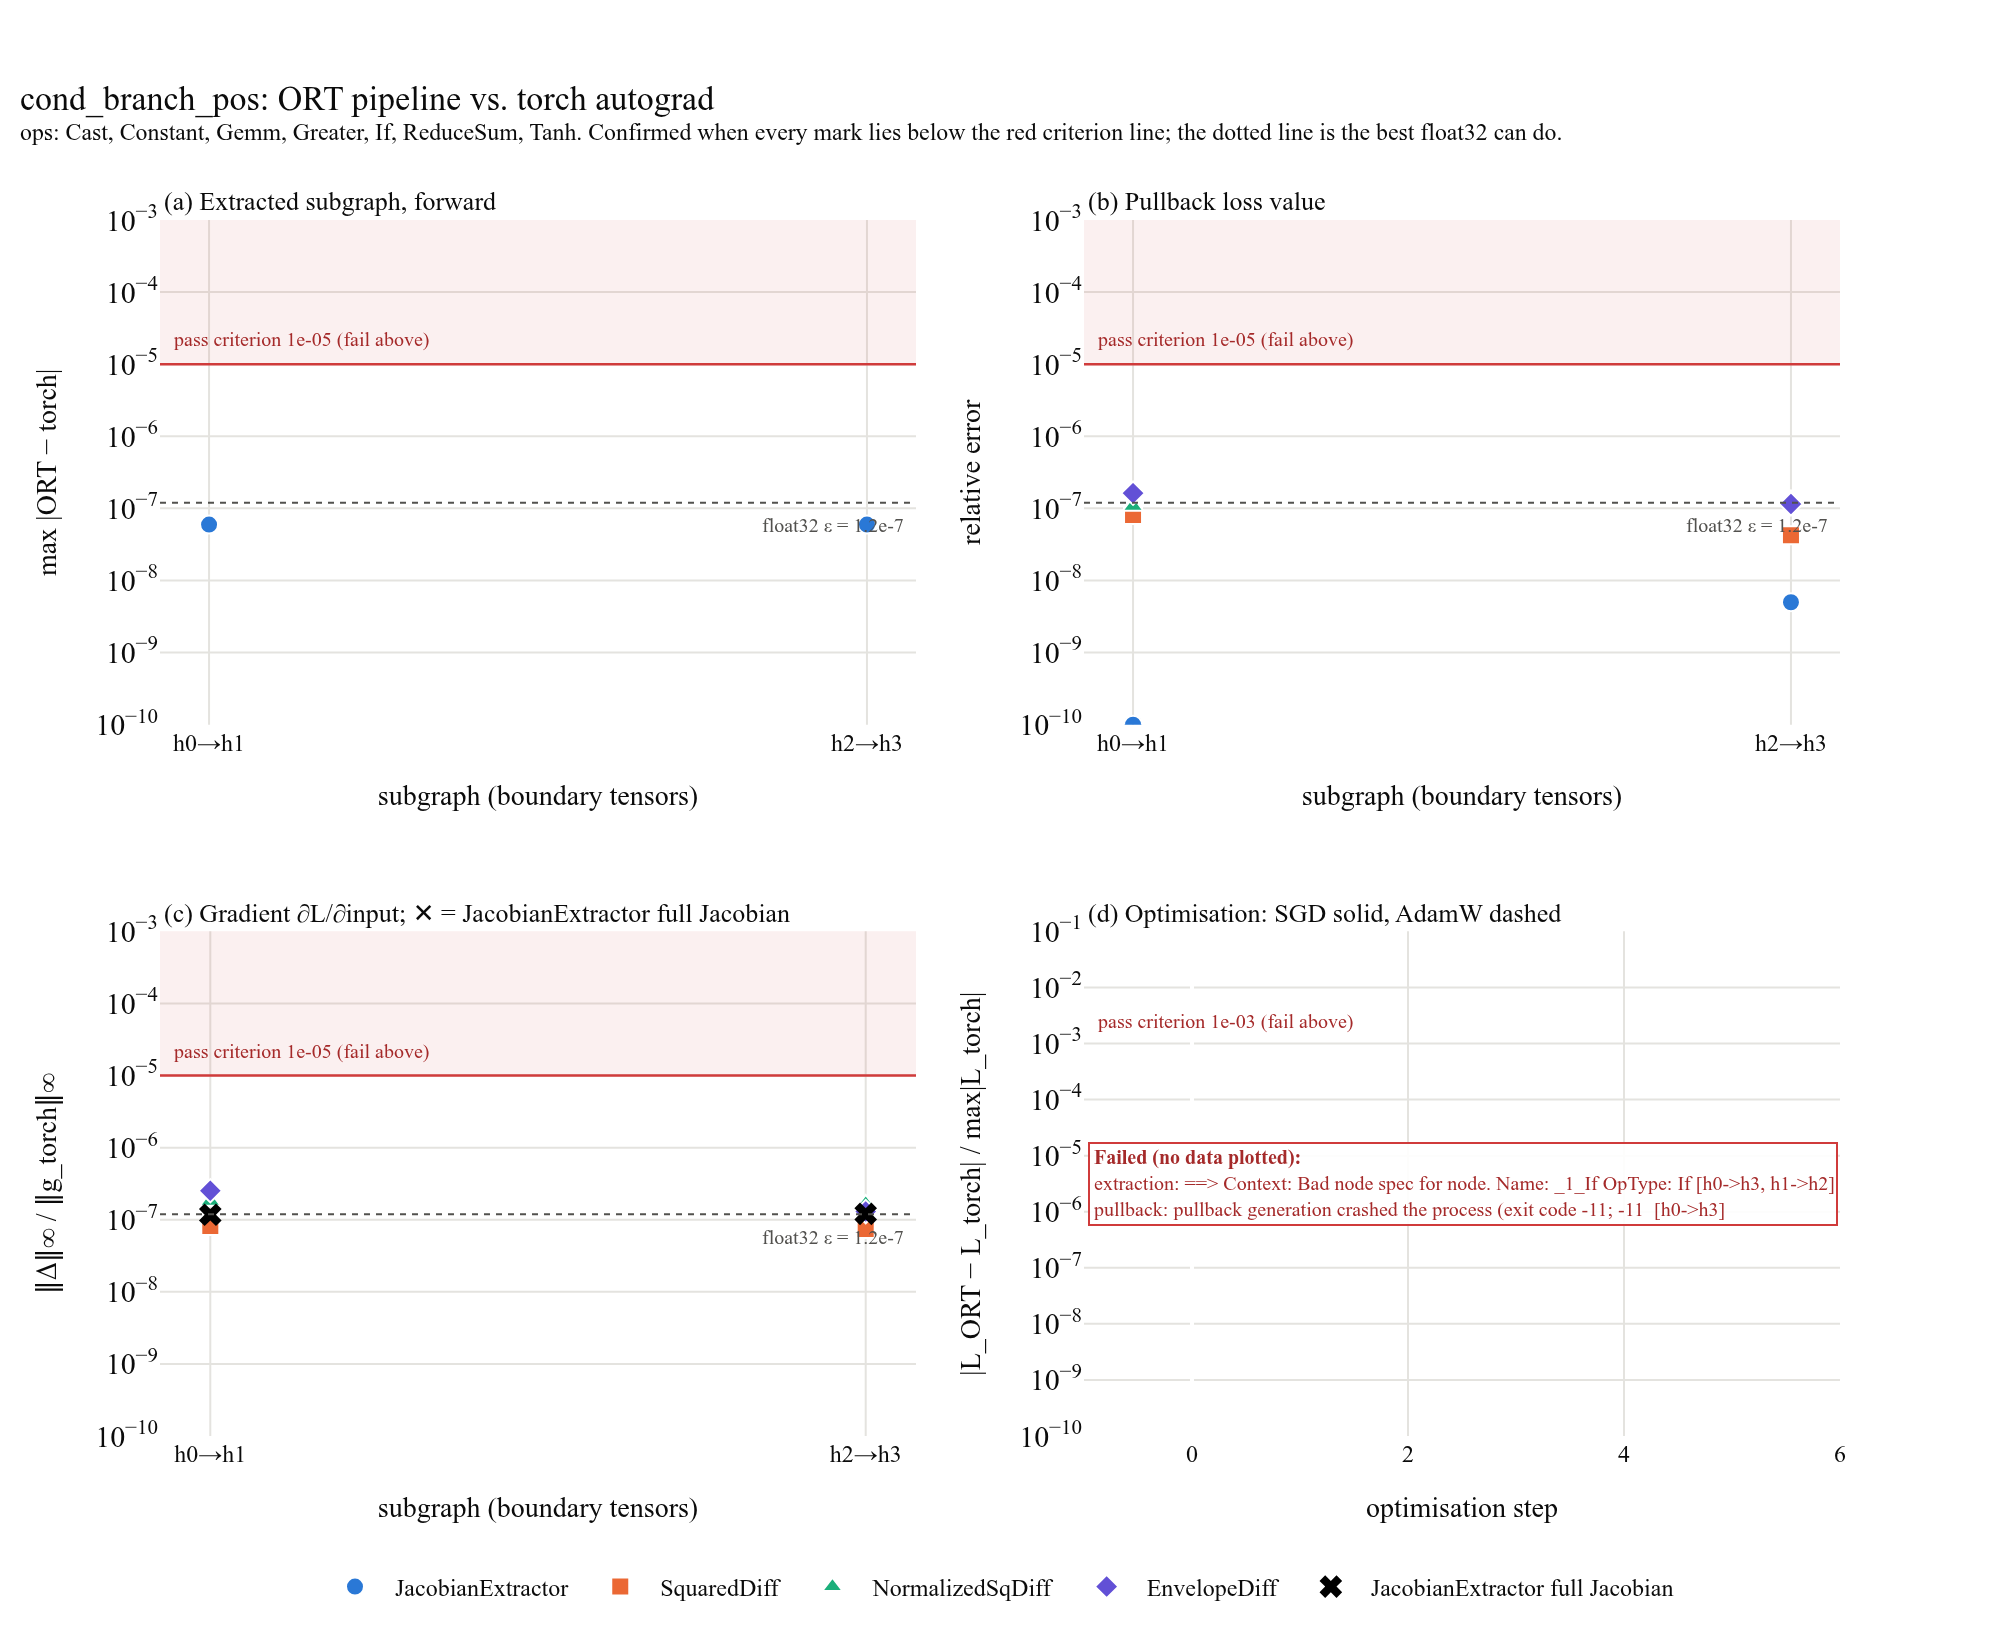 cond_branch_pos: ORT pipeline vs. torch autograd
ops: Cast, Constant, Gemm, Greater, If, ReduceSum, Tanh. Confirmed when every mark lies below the red criterion line; the dotted line is the best float32 can do.
(a) Extracted subgraph, forward
10⁻³
10⁻⁴
pass criterion 1e-05 (fail above)
10⁻⁵
10⁻⁶
10⁻⁷
float32 ε = 1.2e-7
10⁻⁸
10⁻⁹
10⁻¹⁰
max |ORT − torch|
h0→h1
h2→h3
subgraph (boundary tensors)
(b) Pullback loss value
10⁻³
10⁻⁴
pass criterion 1e-05 (fail above)
10⁻⁵
10⁻⁶
10⁻⁷
float32 ε = 1.2e-7
10⁻⁸
10⁻⁹
10⁻¹⁰
relative error
h0→h1
h2→h3
subgraph (boundary tensors)
(c) Gradient ∂L/∂input; ✕ = JacobianExtractor full Jacobian
10⁻³
10⁻⁴
pass criterion 1e-05 (fail above)
10⁻⁵
10⁻⁶
10⁻⁷
float32 ε = 1.2e-7
10⁻⁸
10⁻⁹
10⁻¹⁰
‖Δ‖∞ / ‖g_torch‖∞
h0→h1
h2→h3
subgraph (boundary tensors)
(d) Optimisation: SGD solid, AdamW dashed
10⁻¹
10⁻²
pass criterion 1e-03 (fail above)
10⁻³
10⁻⁴
10⁻⁵
Failed (no data plotted):
extraction: ==> Context: Bad node spec for node. Name: _1_If OpType: If [h0->h3, h1->h2]
pullback: pullback generation crashed the process (exit code -11; -11  [h0->h3]
10⁻⁶
10⁻⁷
10⁻⁸
10⁻⁹
10⁻¹⁰
|L_ORT − L_torch| / max|L_torch|
0
2
4
6
optimisation step
JacobianExtractor
SquaredDiff
NormalizedSqDiff
EnvelopeDiff
JacobianExtractor full Jacobian